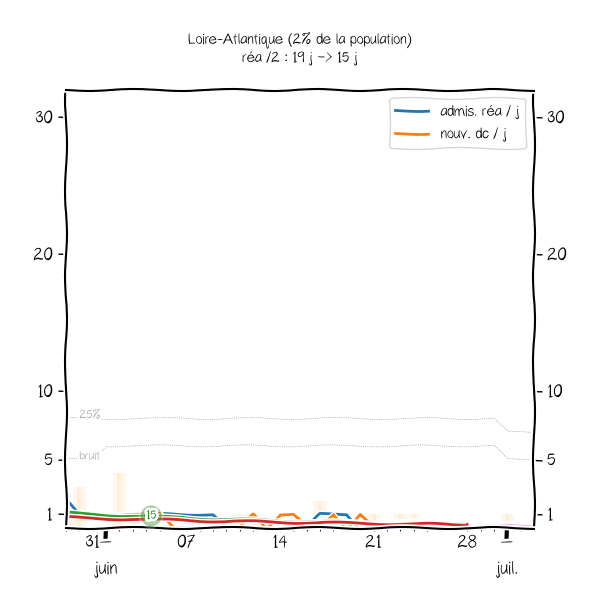 Loire-Atlantique (2% de la population)
réa /2 : 19 j -> 15 j
admis. réa / j
nouv. dc / j
30
30
20
20
10
10
25%
bruit
5
5
15
1
1
31
07
14
21
28
juin
juil.